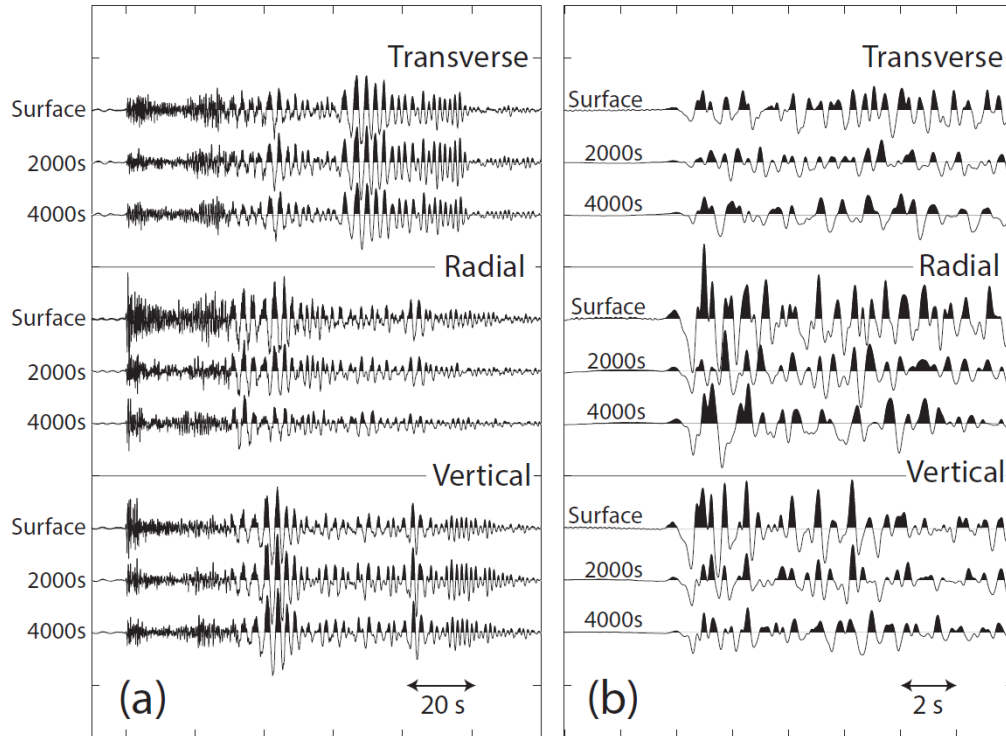 Transverse
Surface
2000s
4000s
Radial
Surface
2000s
4000s
Vertical
Surface
2000s
4000s
(a)
20 s
Transverse
Surface
2000s
4000s
Radial
Surface
2000s
4000s
Vertical
Surface
2000s
4000s
(b)
2 s